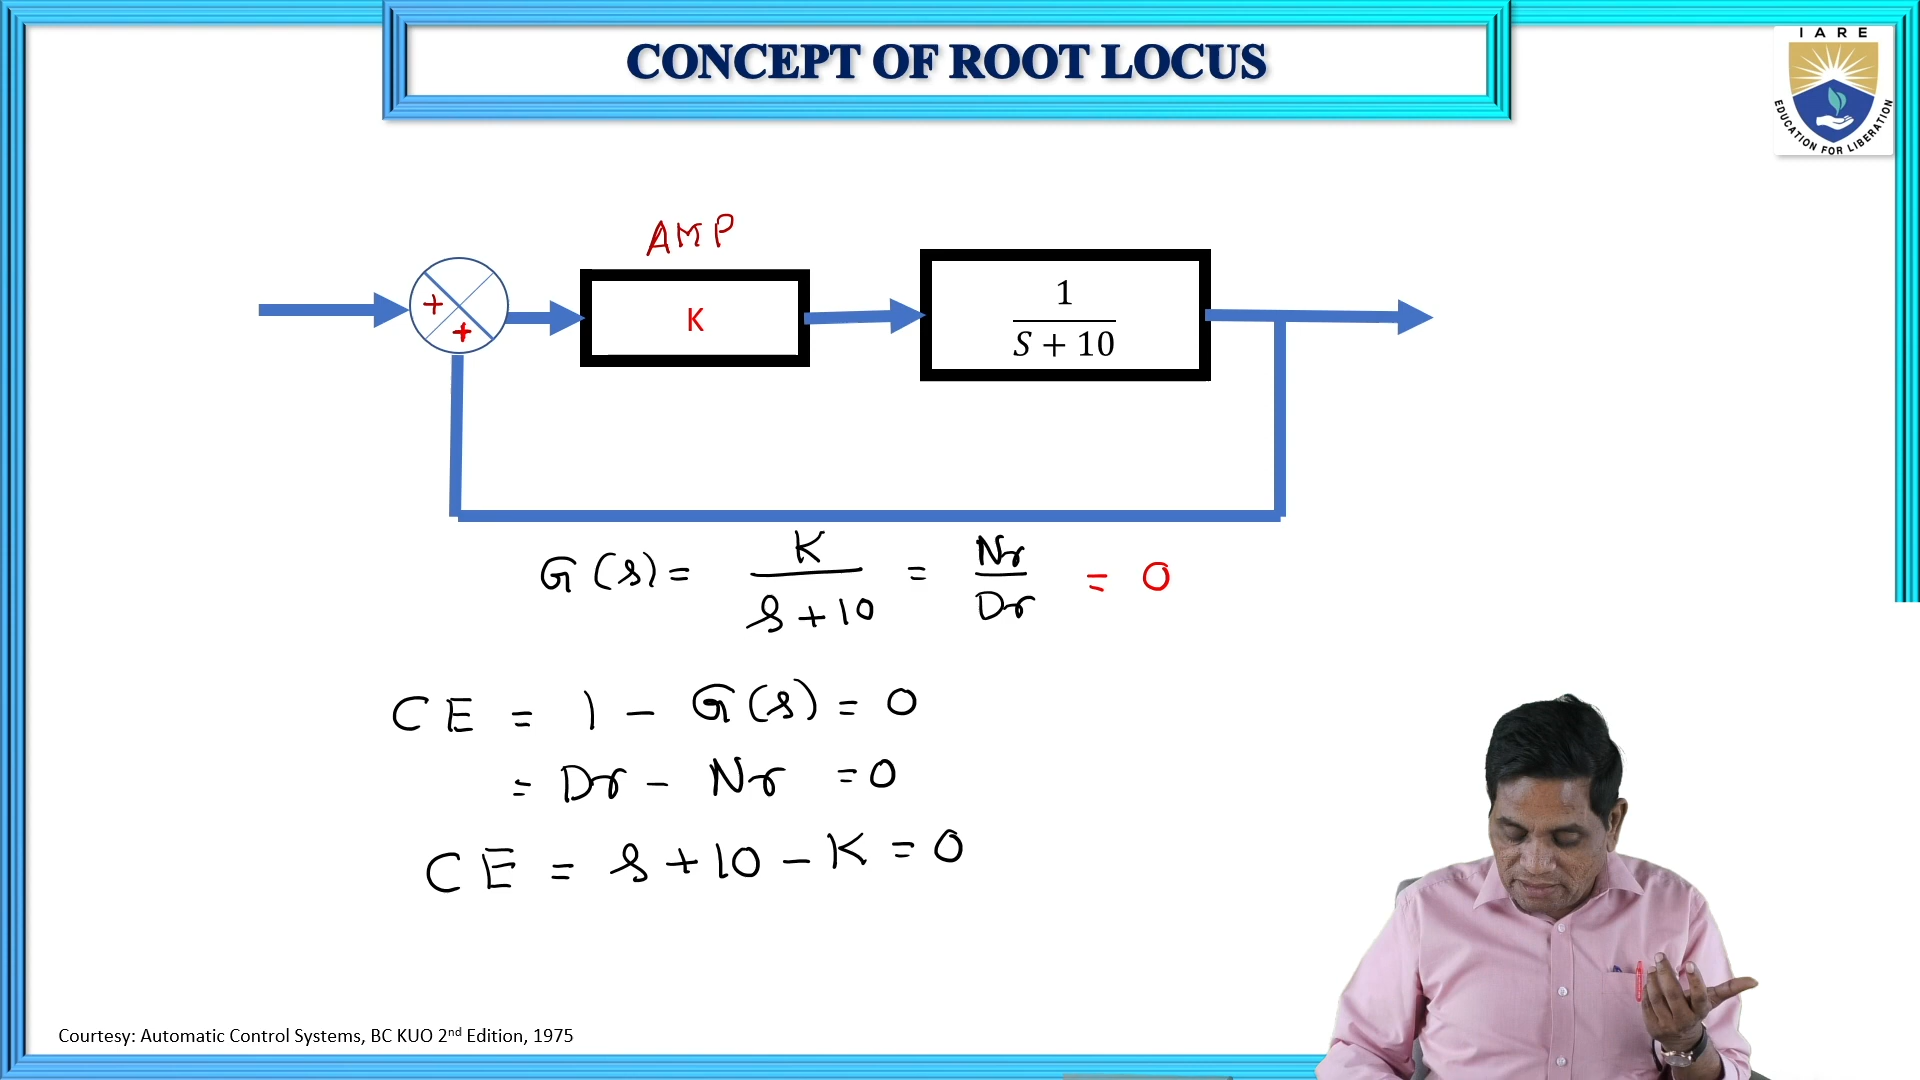 CONCEPT OF ROOT LOCUS
IARE
EDUCATION FOR LIBERATION
AMP
+
+
K
1
S + 10
G(s) = K / s+10 = Nr / Dr = 0
CE = 1 - G(s) = 0
= Dr - Nr = 0
CE = s+10-K = 0
Courtesy: Automatic Control Systems, BC KUO 2nd Edition, 1975